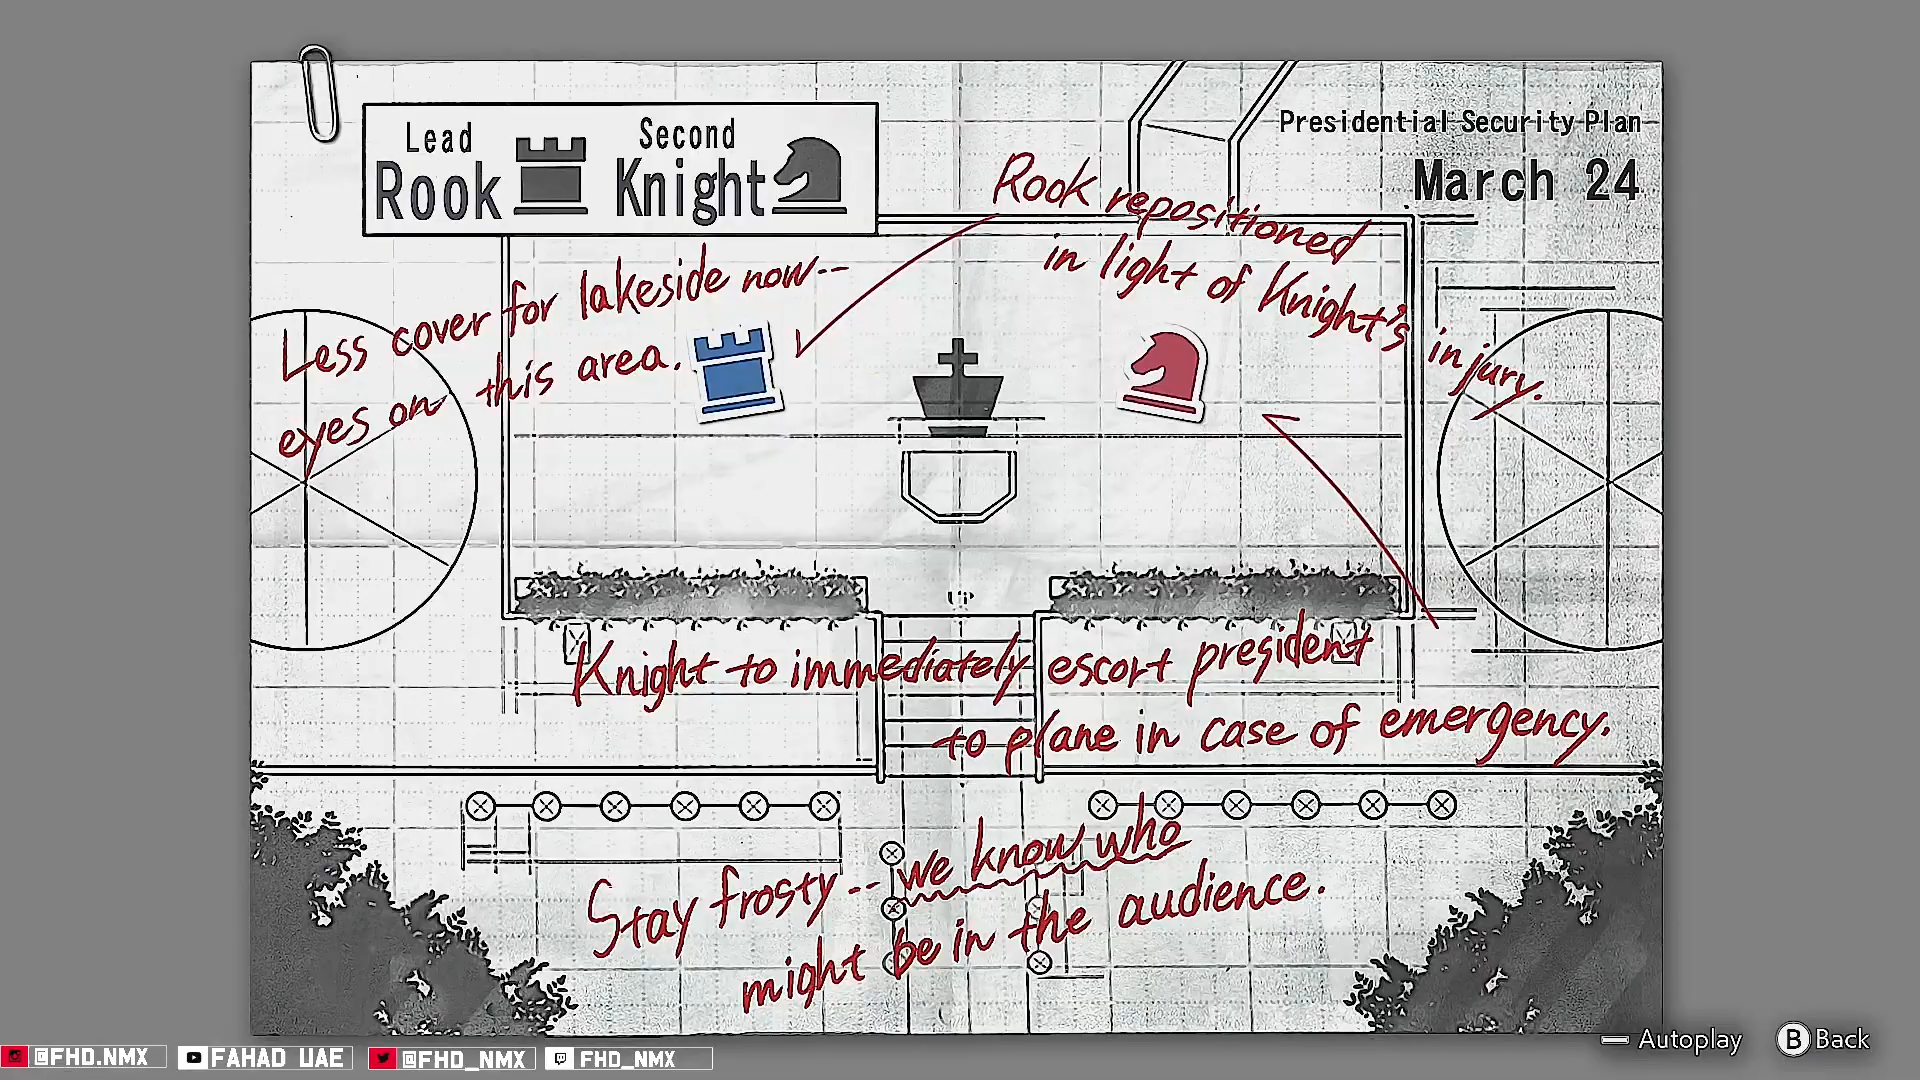 Presidential Security Plan
March 24
Lead
Rook
Second
Knight
Rook repositioned
in light of Knight's injury.
Less cover for lakeside now--
eyes on this area.
Knight to immediately escort president
to plane in case of emergency.
Stay frosty-- we know who
might be in the audience.
Autoplay
B Back
@FHD.NMX
FAHAD UAE
@FHD_NMX
FHD_NMX